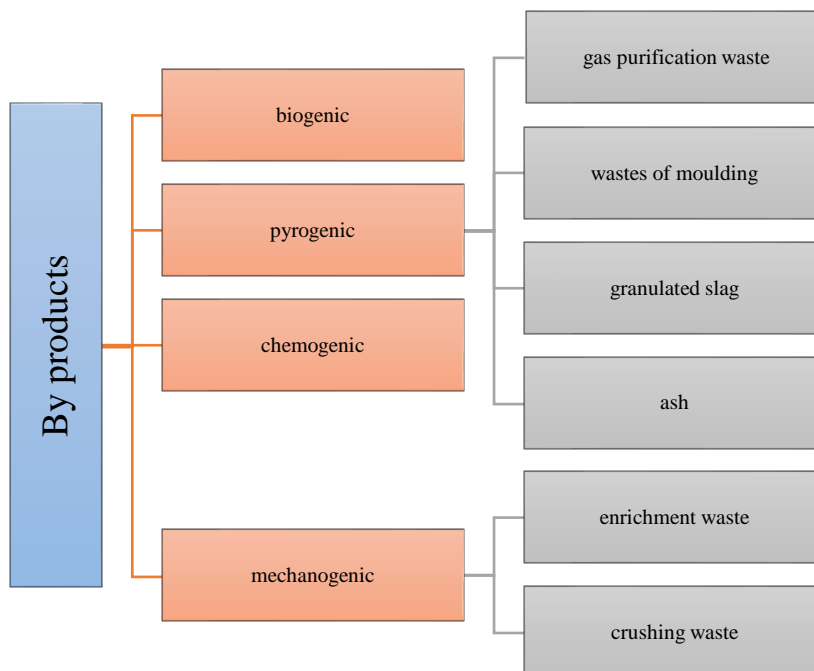 By products
biogenic
pyrogenic
chemogenic
mechanogenic
gas purification waste
wastes of moulding
granulated slag
ash
enrichment waste
crushing waste